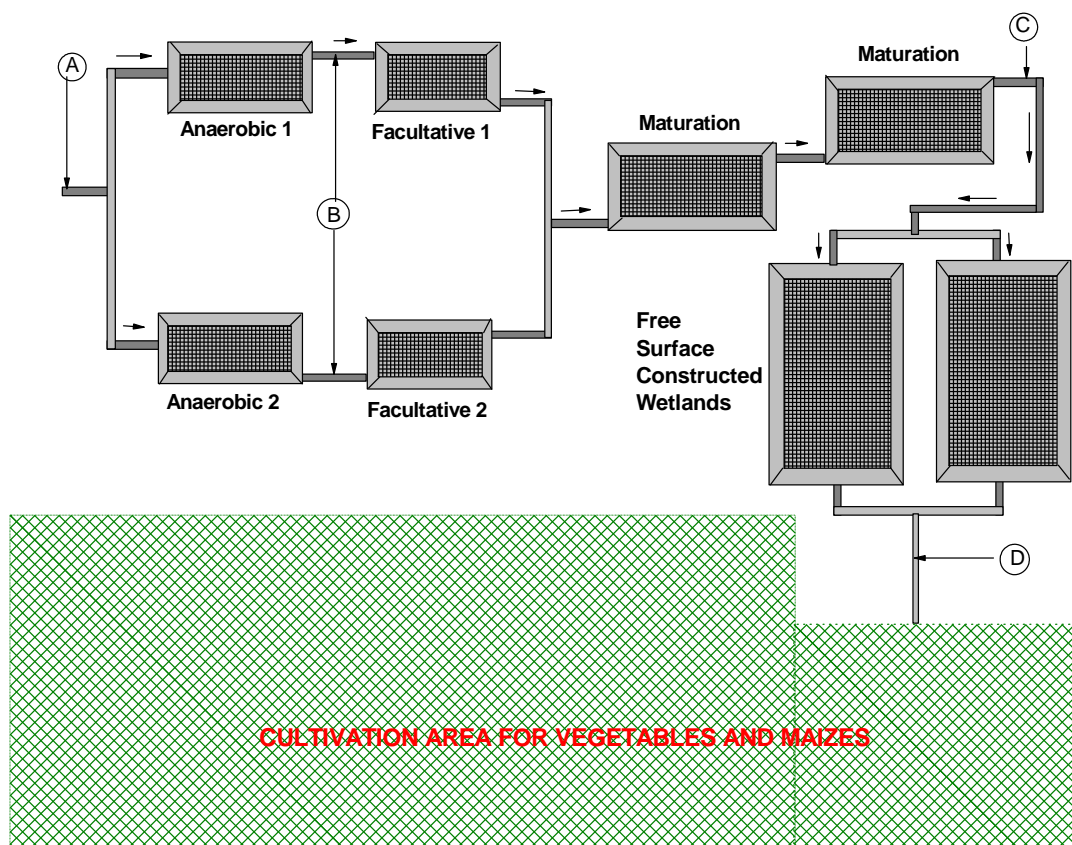 C
Maturation
A
Maturation
Anaerobic 1
Facultative 1
B
Free
Surface
Constructed
Wetlands
Anaerobic 2
Facultative 2
D
CULTIVATION AREA FOR VEGETABLES AND MAIZES